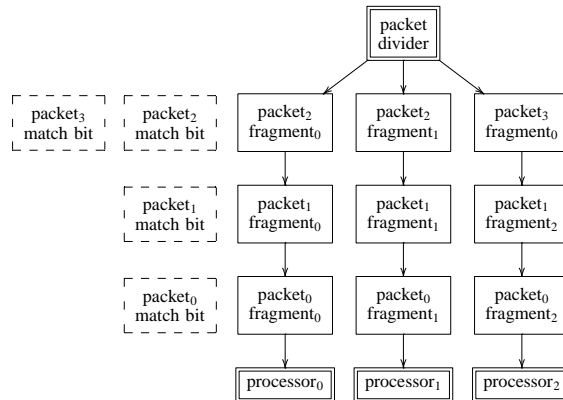 packet
divider
packet₃
match bit
packet₂
match bit
packet₂
fragment₀
packet₂
fragment₁
packet₃
fragment₀
packet₁
match bit
packet₁
fragment₀
packet₁
fragment₁
packet₁
fragment₂
packet₀
match bit
packet₀
fragment₀
packet₀
fragment₁
packet₀
fragment₂
processor₀
processor₁
processor₂